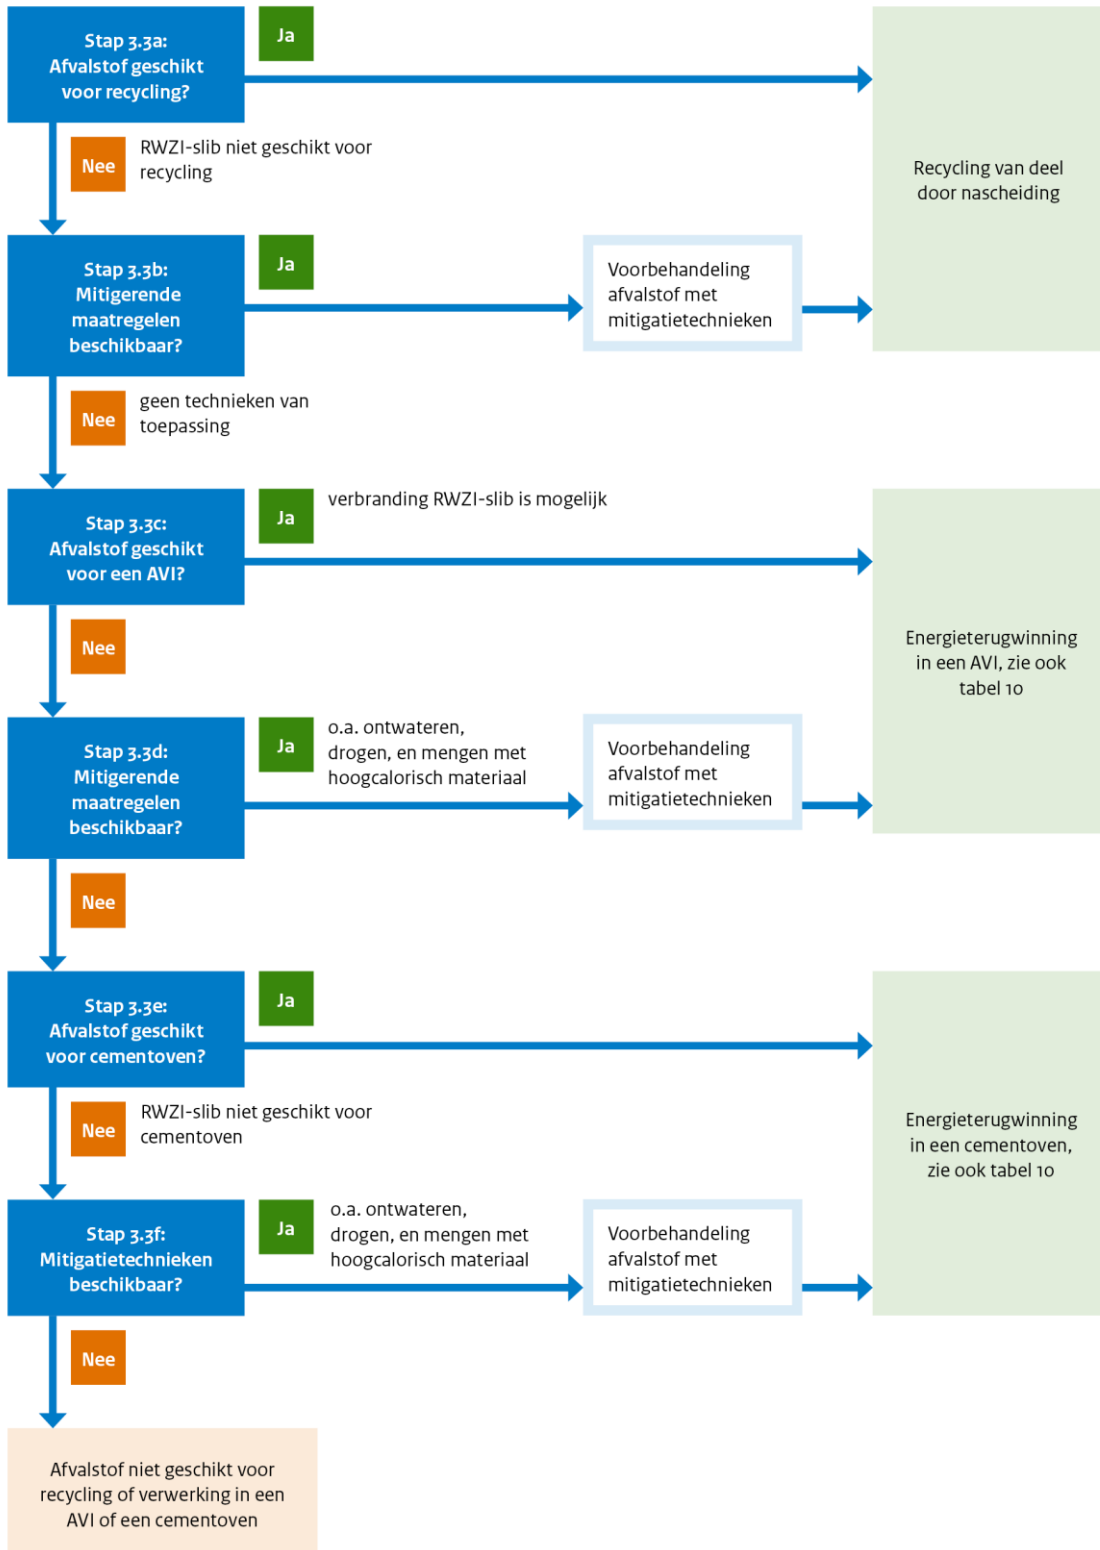 Stap 3.3a:
Afvalstof geschikt
voor recycling?
Ja
Nee
RWZI-slib niet geschikt voor
recycling
Recycling van deel
door nascheiding
Stap 3.3b:
Mitigerende
maatregelen
beschikbaar?
Ja
Voorbehandeling
afvalstof met
mitigatietechnieken
Nee
geen technieken van
toepassing
Stap 3.3c:
Afvalstof geschikt
voor een AVI?
Ja
verbranding RWZI-slib is mogelijk
Nee
Energieterugwinning
in een AVI, zie ook
tabel 10
Stap 3.3d:
Mitigerende
maatregelen
beschikbaar?
Ja
o.a. ontwateren,
drogen, en mengen met
hoogcalorisch materiaal
Voorbehandeling
afvalstof met
mitigatietechnieken
Nee
Stap 3.3e:
Afvalstof geschikt
voor cementoven?
Ja
Nee
RWZI-slib niet geschikt voor
cementoven
Energieterugwinning
in een cementoven,
zie ook tabel 10
Stap 3.3f:
Mitigatietechnieken
beschikbaar?
Ja
o.a. ontwateren,
drogen, en mengen met
hoogcalorisch materiaal
Voorbehandeling
afvalstof met
mitigatietechnieken
Nee
Afvalstof niet geschikt voor
recycling of verwerking in een
AVI of een cementoven